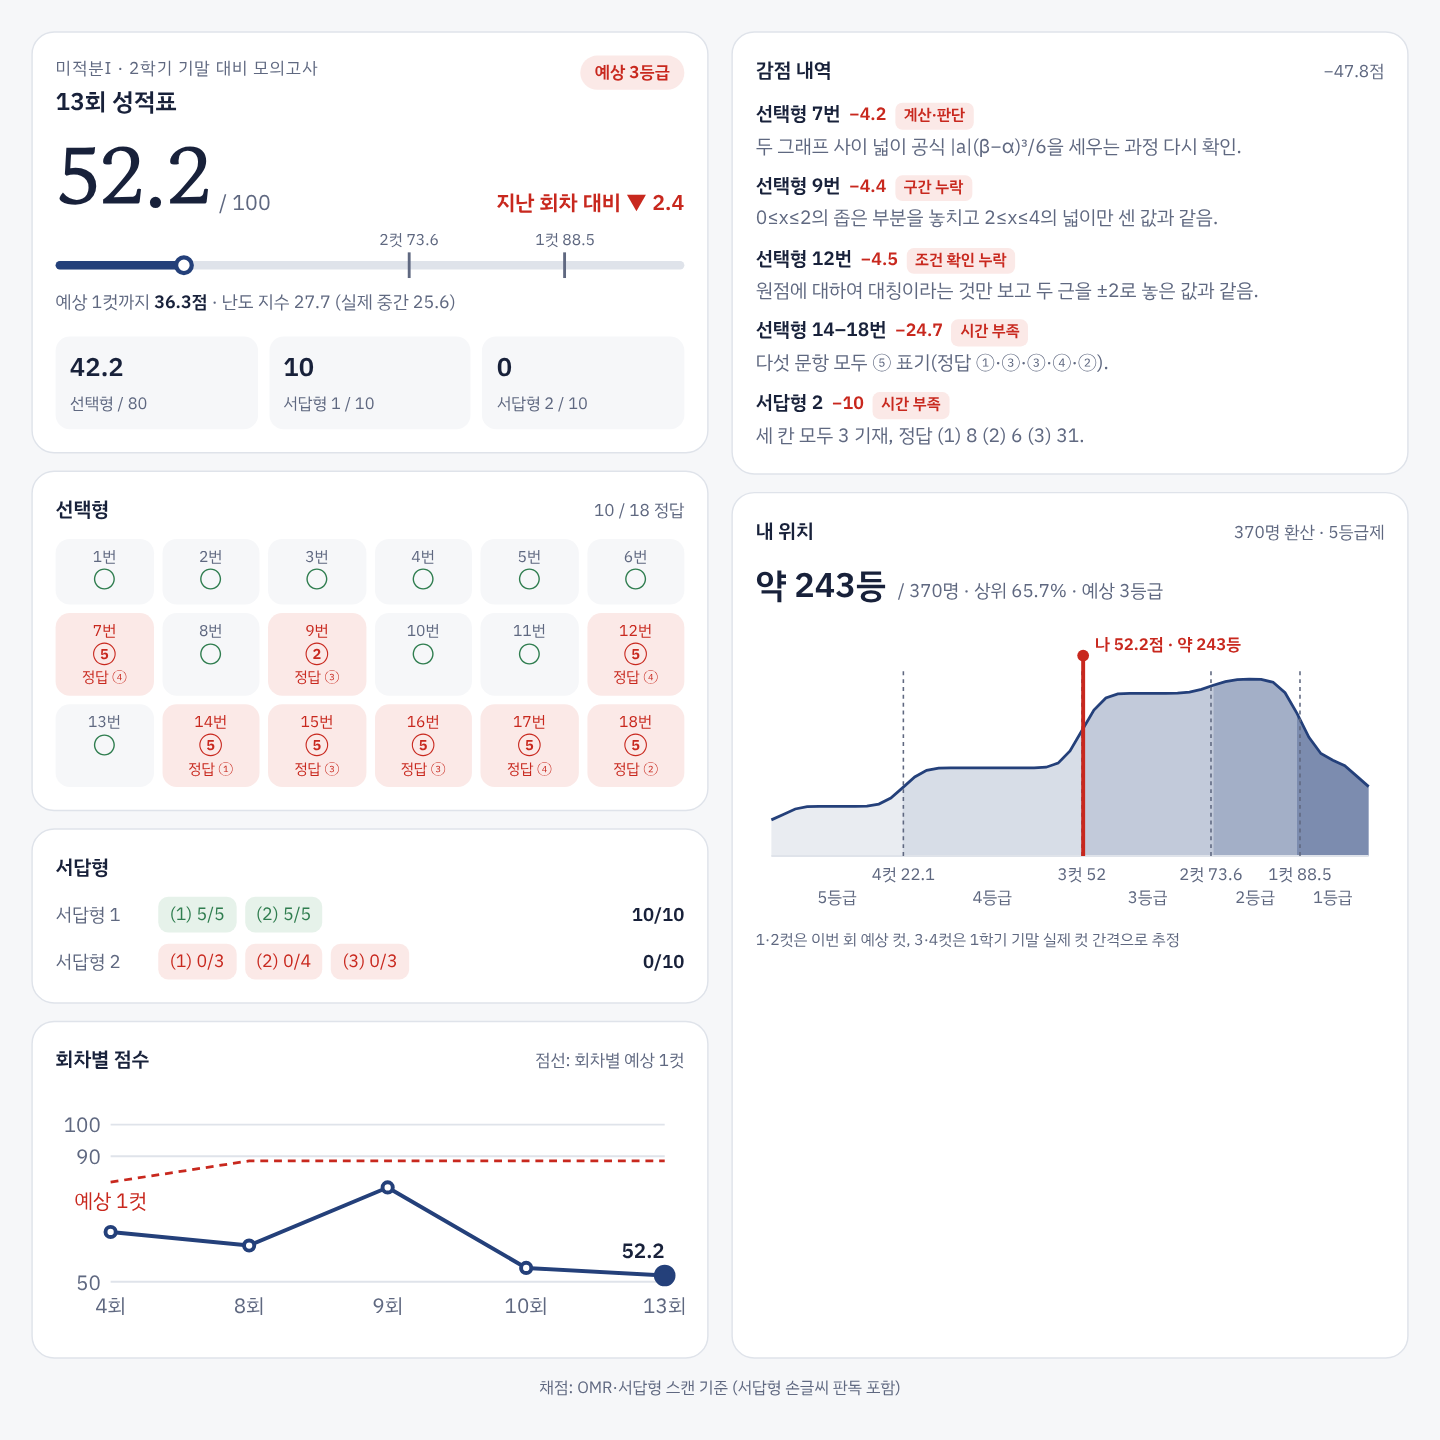 미적분I · 2학기 기말 대비 모의고사
예상 3등급
13회 성적표
52.2 / 100
지난 회차 대비 ▼ 2.4
2컷 73.6
1컷 88.5
예상 1컷까지 36.3점 · 난도 지수 27.7 (실제 중간 25.6)
42.2
선택형 / 80
10
서답형 1 / 10
0
서답형 2 / 10
선택형
10 / 18 정답
1번
2번
3번
4번
5번
6번
7번
⑤
정답 ④
8번
9번
②
정답 ③
10번
11번
12번
⑤
정답 ④
13번
14번
⑤
정답 ①
15번
⑤
정답 ③
16번
⑤
정답 ③
17번
⑤
정답 ④
18번
⑤
정답 ②
서답형
서답형 1 (1) 5/5 (2) 5/5 10/10
서답형 2 (1) 0/3 (2) 0/4 (3) 0/3 0/10
회차별 점수
점선: 회차별 예상 1컷
100
90
예상 1컷
52.2
50
4회 8회 9회 10회 13회
감점 내역
−47.8점
선택형 7번 −4.2 계산·판단
두 그래프 사이 넓이 공식 |a|(β−α)³/6을 세우는 과정 다시 확인.
선택형 9번 −4.4 구간 누락
0≤x≤2의 좁은 부분을 놓치고 2≤x≤4의 넓이만 센 값과 같음.
선택형 12번 −4.5 조건 확인 누락
원점에 대하여 대칭이라는 것만 보고 두 근을 ±2로 놓은 값과 같음.
선택형 14–18번 −24.7 시간 부족
다섯 문항 모두 ⑤ 표기(정답 ①·③·③·④·②).
서답형 2 −10 시간 부족
세 칸 모두 3 기재, 정답 (1) 8 (2) 6 (3) 31.
내 위치
370명 환산 · 5등급제
약 243등 / 370명 · 상위 65.7% · 예상 3등급
나 52.2점 · 약 243등
4컷 22.1 3컷 52 2컷 73.6 1컷 88.5
5등급 4등급 3등급 2등급 1등급
1·2컷은 이번 회 예상 컷, 3·4컷은 1학기 기말 실제 컷 간격으로 추정
채점: OMR·서답형 스캔 기준 (서답형 손글씨 판독 포함)